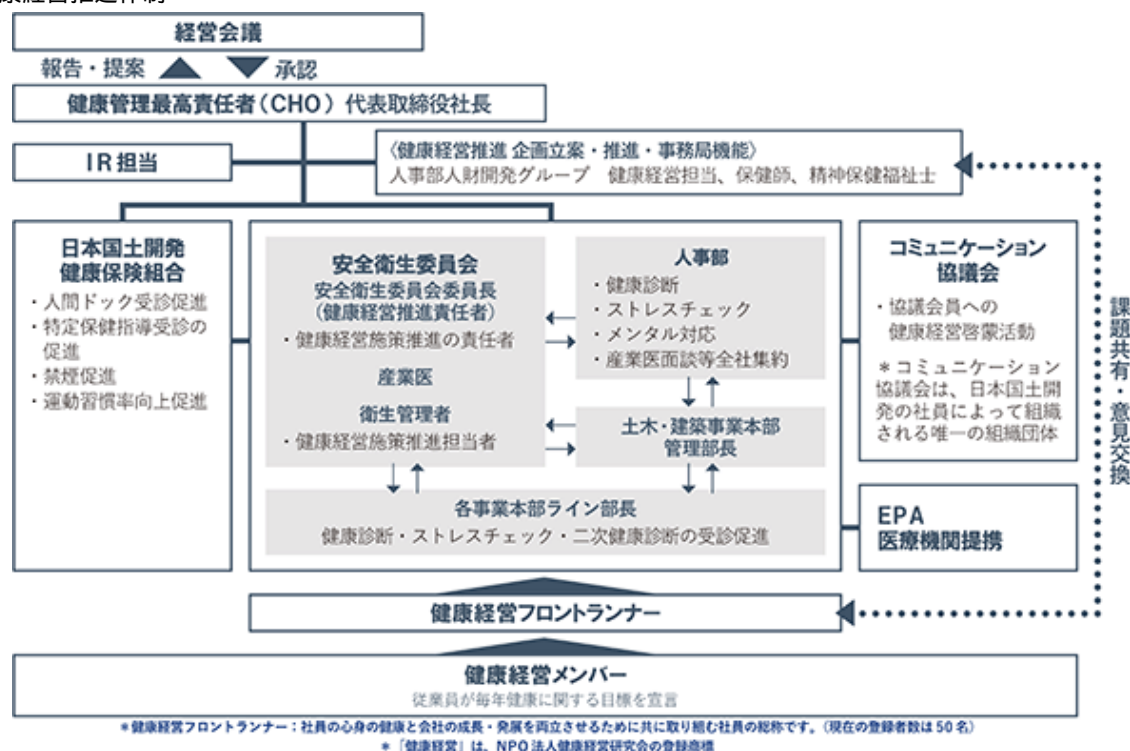 経営会議
報告・提案
承認
健康管理最高責任者(CHO)代表取締役社長
IR担当
〈健康経営推進 企画立案・推進・事務局機能〉
人事部人財開発グループ 健康経営担当、保健師、精神保健福祉士
日本国土開発
健康保険組合
・人間ドック受診促進
・特定保健指導受診の
促進
・禁煙促進
・運動習慣率向上促進
安全衛生委員会
安全衛生委員会委員長
(健康経営推進責任者)
・健康経営施策推進の責任者
産業医
衛生管理者
・健康経営施策推進担当者
人事部
・健康診断
・ストレスチェック
・メンタル対応
・産業医面談等全社集約
土木・建築事業本部
管理部長
各事業本部ライン部長
健康診断・ストレスチェック・二次健康診断の受診促進
コミュニケーション
協議会
・協議会員への
健康経営啓蒙活動
*コミュニケーション
協議会は、日本国土開
発の社員によって組織
される唯一の組織団体
EPA
医療機関提携
課題共有・意見交換
健康経営フロントランナー
健康経営メンバー
従業員が毎年健康に関する目標を宣言
*健康経営フロントランナー:社員の心身の健康と会社の成長・発展を両立させるために共に取り組む社員の総称です。(現在の登録者数は50名)
*「健康経営」は、NPO法人健康経営研究会の登録商標